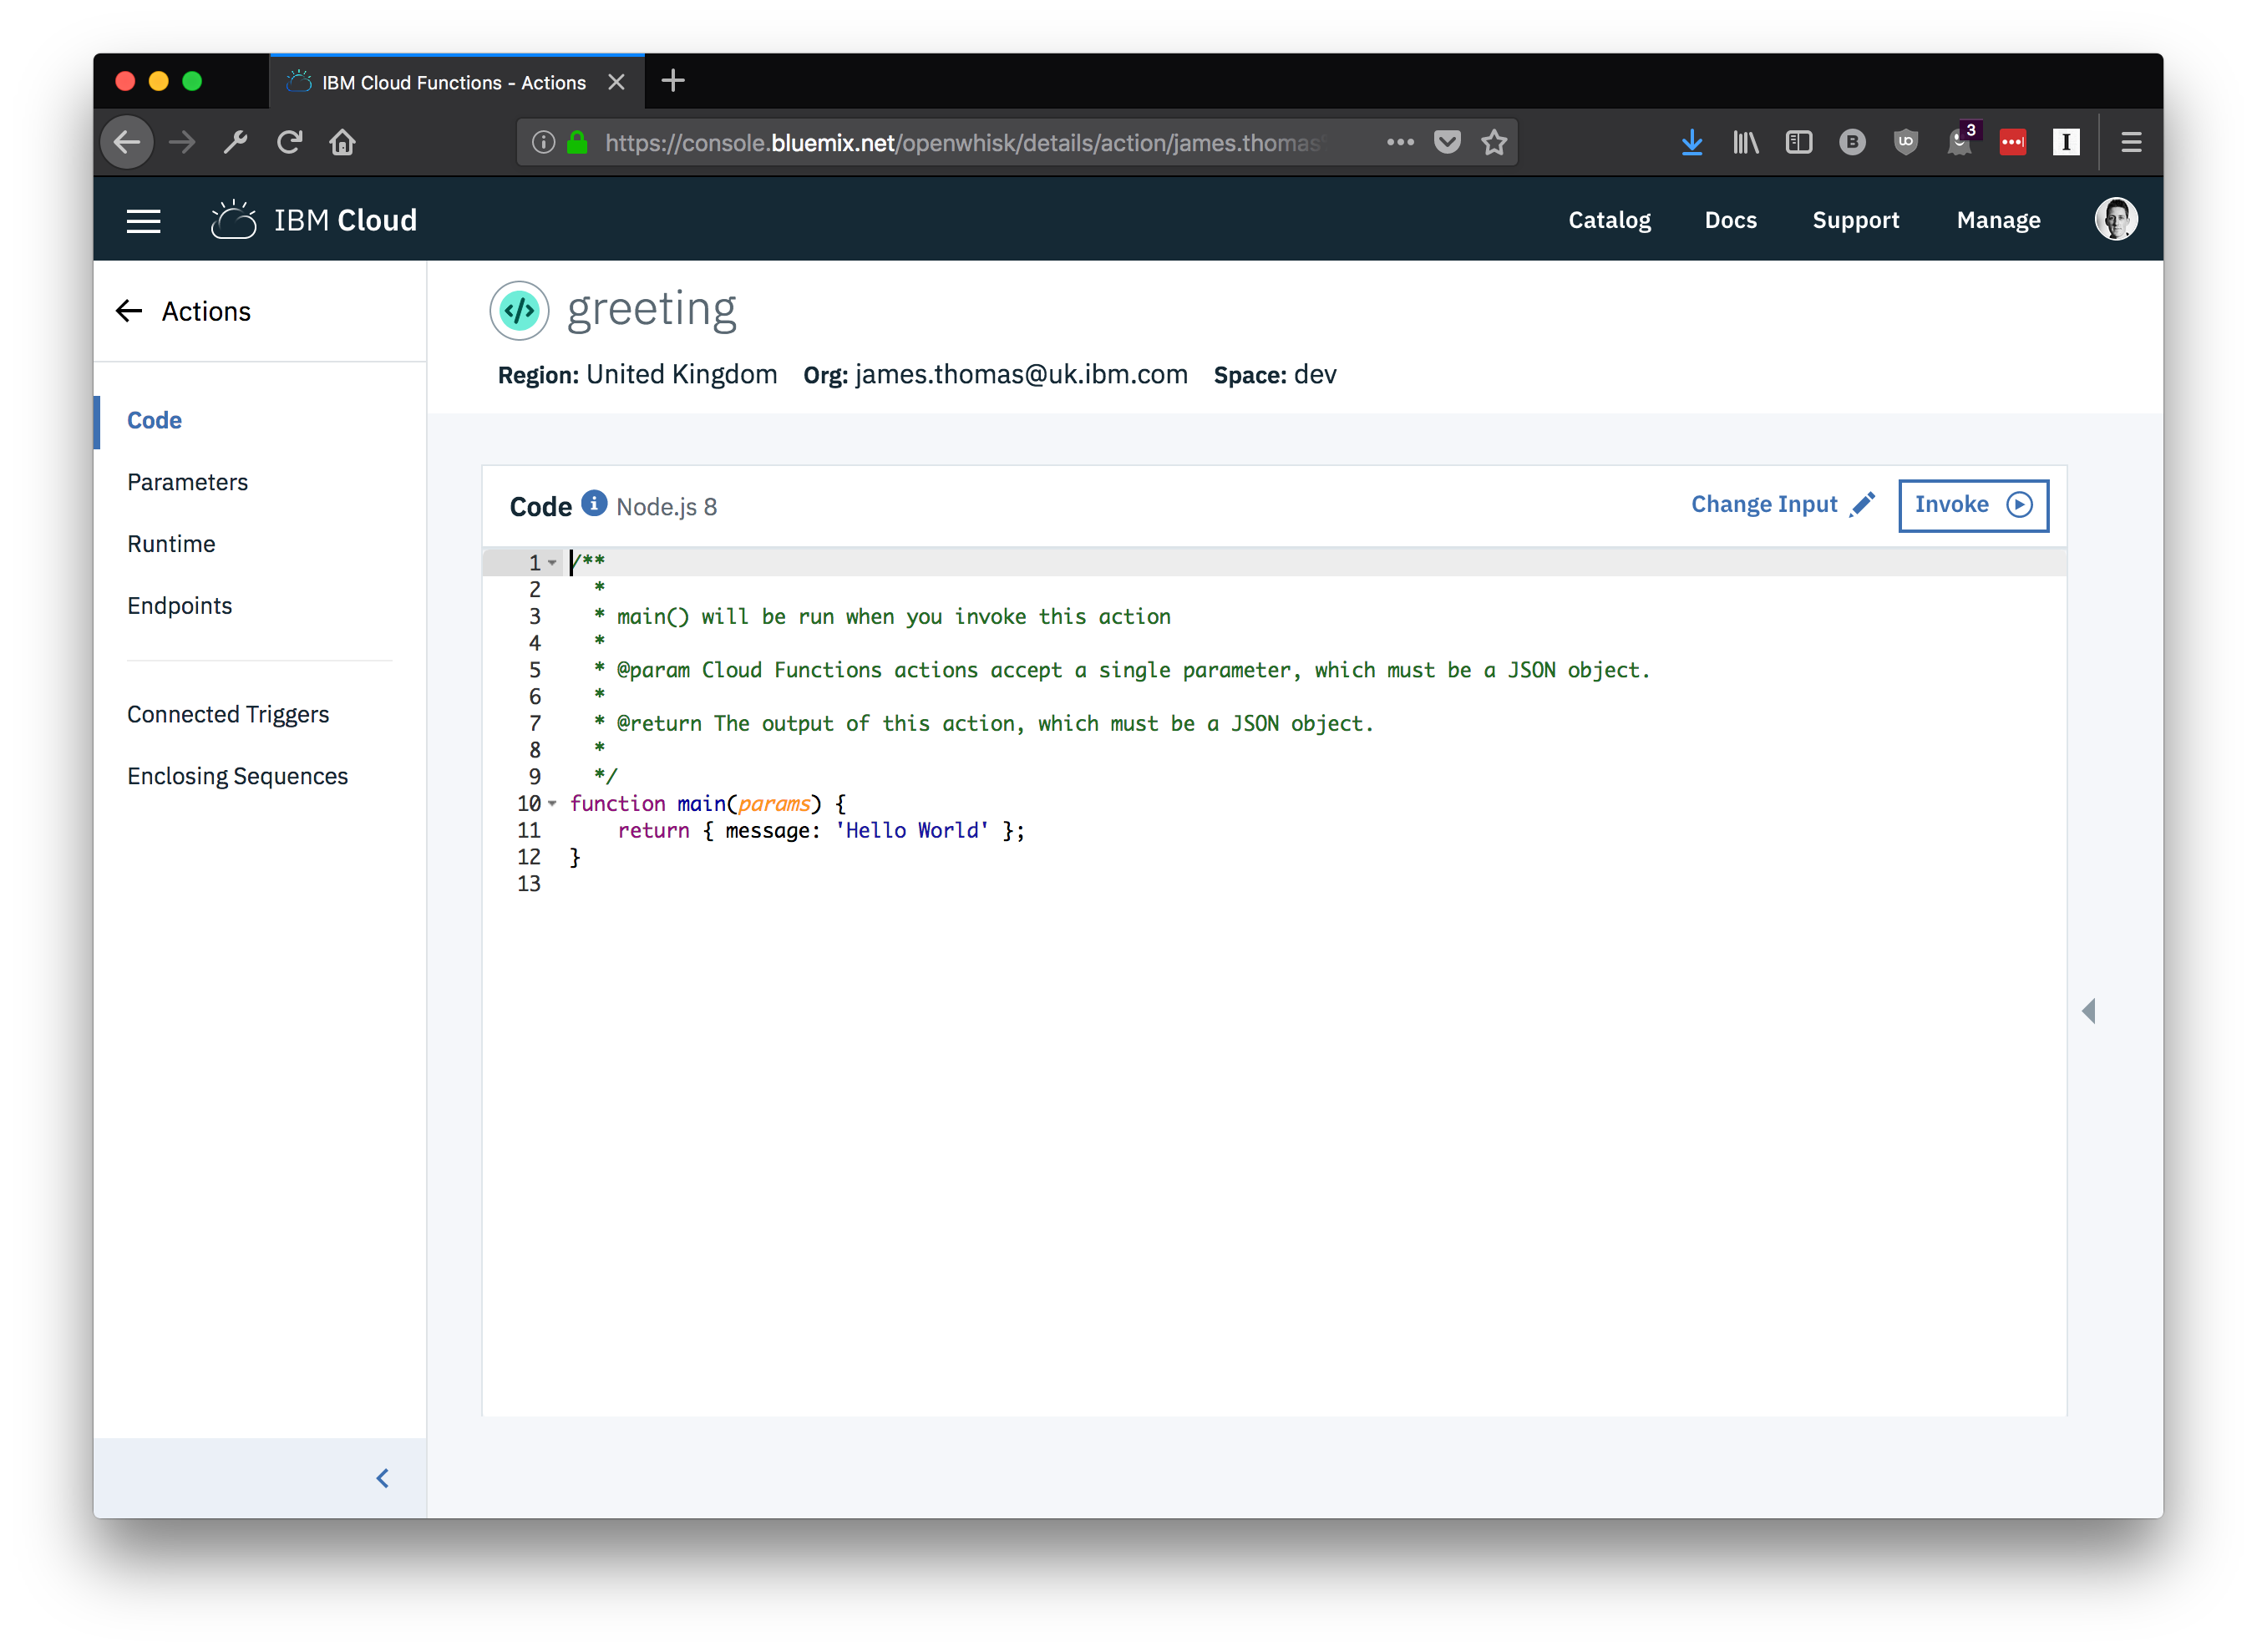 IBM Cloud Functions - Actions
https://console.bluemix.net/openwhisk/details/action/james.thomas
B
3
I
IBM Cloud
Catalog Docs Support Manage
Actions
greeting
Region: United Kingdom Org: james.thomas@uk.ibm.com Space: dev
Code
Parameters
Runtime
Endpoints
Connected Triggers
Enclosing Sequences
Code i Node.js 8
Change Input
Invoke
1 /**
2 *
3 * main() will be run when you invoke this action
4 *
5 * @param Cloud Functions actions accept a single parameter, which must be a JSON object.
6 *
7 * @return The output of this action, which must be a JSON object.
8 *
9 */
10 function main(params) {
11 return { message: 'Hello World' };
12 }
13